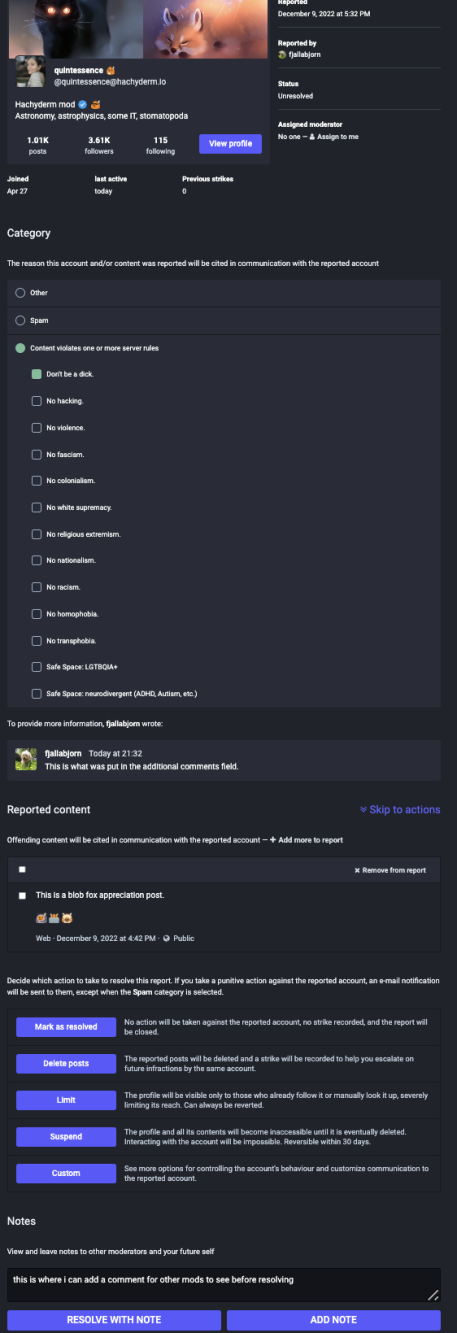 Reported
December 9, 2022 at 5:32 PM
Reported by
fjallabjorn
Status
Unresolved
Assigned moderator
No one — Assign to me
quintessence
@quintessence@hachyderm.io
Hachyderm mod
Astronomy, astrophysics, some IT, stomatopoda
1.01K
posts
3.61K
followers
115
following
View profile
Joined
Apr 27
last active
today
Previous strikes
0
Category
The reason this account and/or content was reported will be cited in communication with the reported account
Other
Spam
Content violates one or more server rules
Don't be a dick.
No hacking.
No violence.
No fascism.
No colonialism.
No white supremacy.
No religious extremism.
No nationalism.
No racism.
No homophobia.
No transphobia.
Safe Space: LGTBQIA+
Safe Space: neurodivergent (ADHD, Autism, etc.)
To provide more information, fjallabjorn wrote:
fjallabjorn Today at 21:32
This is what was put in the additional comments field.
Reported content
Skip to actions
Offending content will be cited in communication with the reported account — + Add more to report
× Remove from report
This is a blob fox appreciation post.
Web · December 9, 2022 at 4:42 PM · Public
Decide which action to take to resolve this report. If you take a punitive action against the reported account, an e-mail notification
will be sent to them, except when the Spam category is selected.
Mark as resolved
No action will be taken against the reported account, no strike recorded, and the report will
be closed.
Delete posts
The reported posts will be deleted and a strike will be recorded to help you escalate on
future infractions by the same account.
Limit
The profile will be visible only to those who already follow it or manually look it up, severely
limiting its reach. Can always be reverted.
Suspend
The profile and all its contents will become inaccessible until it is eventually deleted.
Interacting with the account will be impossible. Reversible within 30 days.
Custom
See more options for controlling the account's behaviour and customize communication to
the reported account.
Notes
View and leave notes to other moderators and your future self
this is where i can add a comment for other mods to see before resolving
RESOLVE WITH NOTE
ADD NOTE